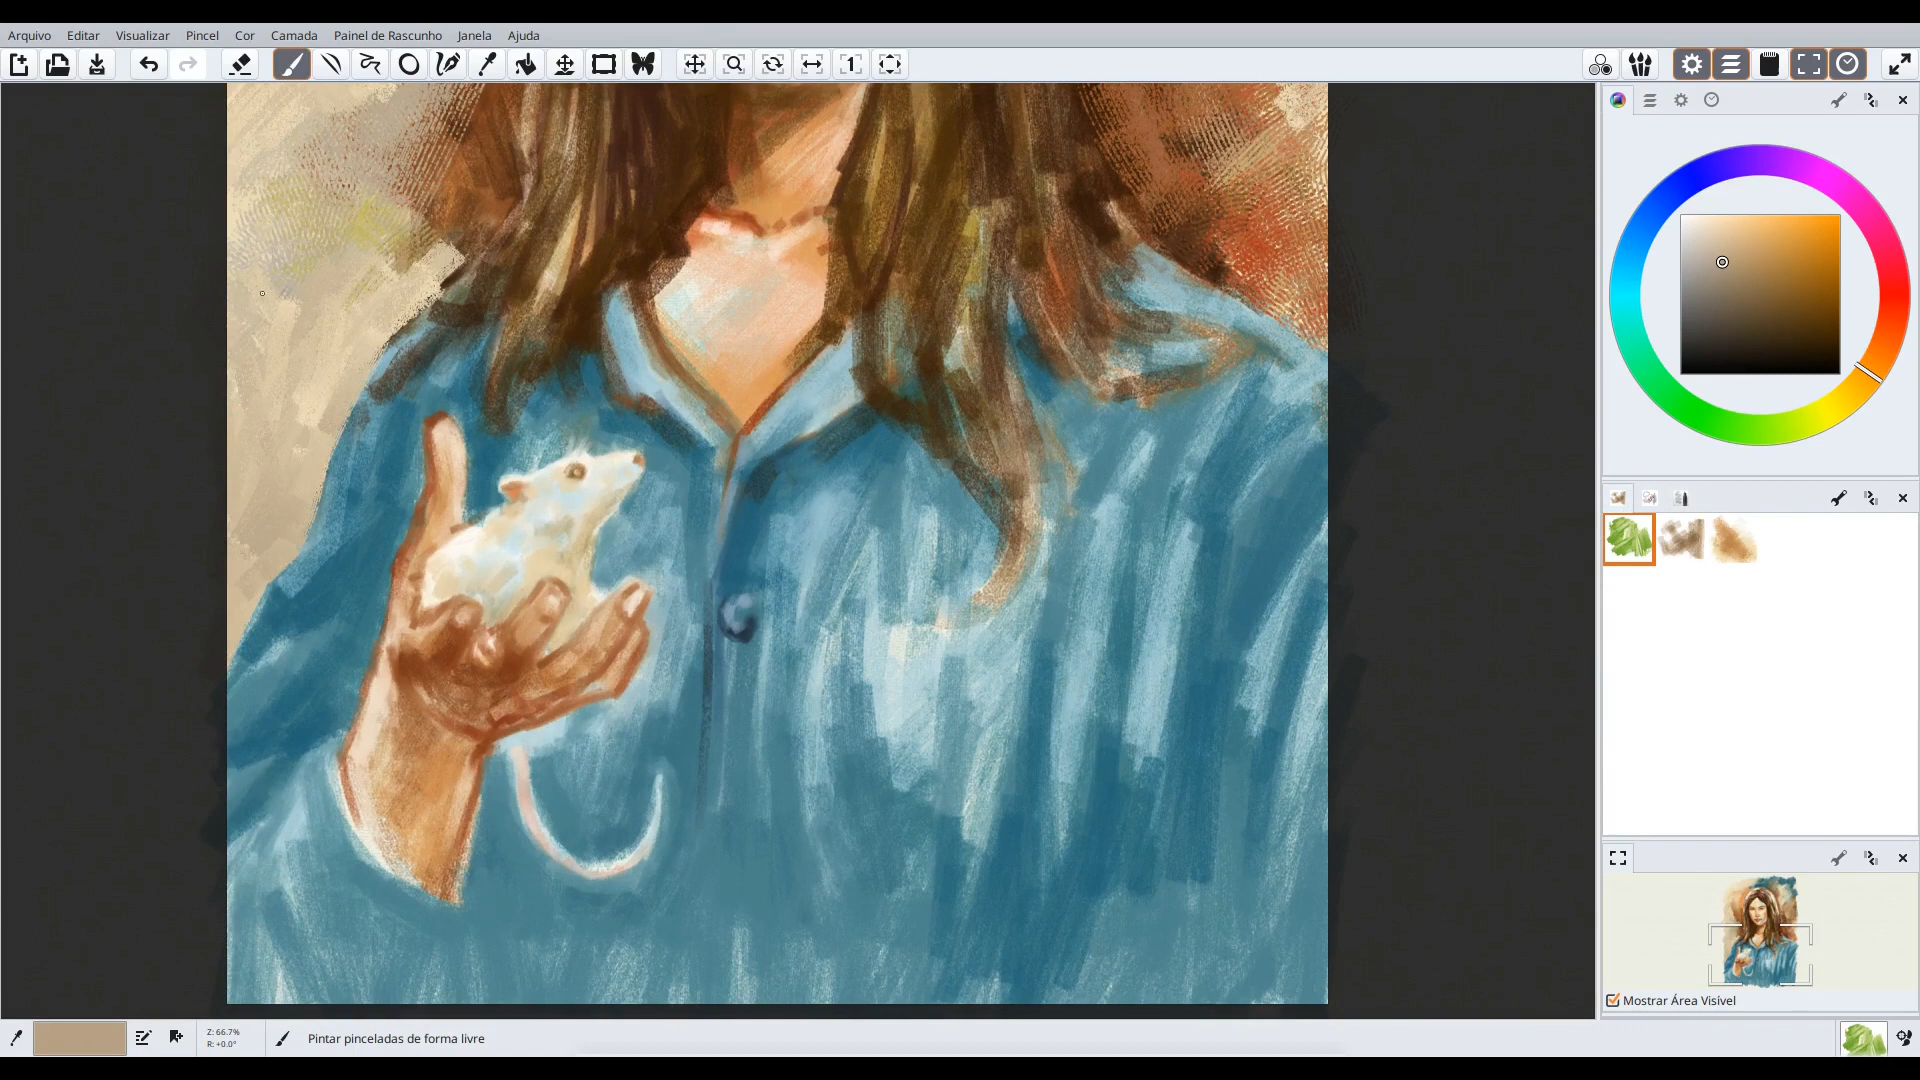 Arquivo Editar Visualizar Pincel Cor Camada Painel de Rascunho Janela Ajuda
1
Mostrar Área Visível
Z: 66.7%
R: +0.0°
Pintar pinceladas de forma livre